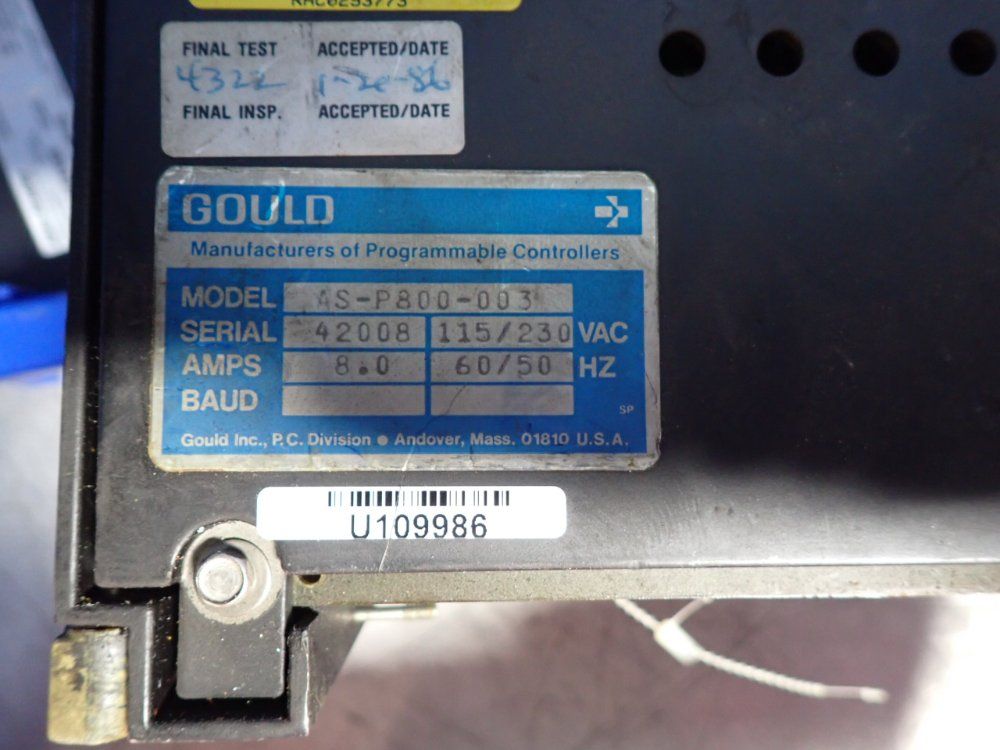 RAC6293773
FINAL TEST ACCEPTED/DATE
4322 1-20-86
FINAL INSP. ACCEPTED/DATE
GOULD
Manufacturers of Programmable Controllers
MODEL AS-P800-003
SERIAL 42008 115/230 VAC
AMPS 8.0 60/50 HZ
BAUD
SP
Gould Inc., P.C. Division ● Andover, Mass. 01810 U.S.A.
U109986